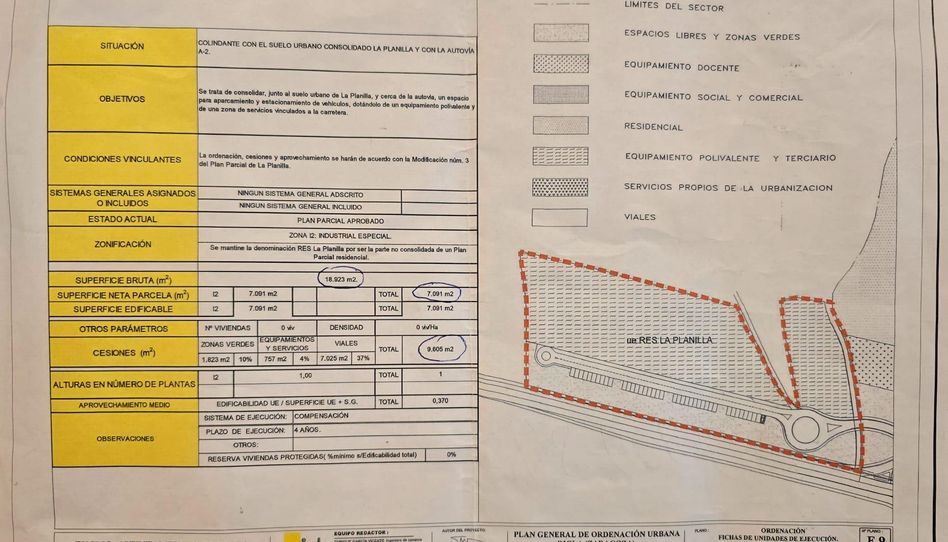 SITUACIÓN
COLINDANTE CON EL SUELO URBANO CONSOLIDADO LA PLANILLA Y CON LA AUTOVÍA
A-2.
OBJETIVOS
Se trata de consolidar, junto al suelo urbano de La Planilla, y cerca de la autovía, un espacio
para aparcamiento y estacionamiento de vehículos, dotándolo de un equipamiento polivalente y
de una zona de servicios vinculados a la carretera.
CONDICIONES VINCULANTES
La ordenación, cesiones y aprovechamiento se harán de acuerdo con la Modificación núm. 3
del Plan Parcial de La Planilla.
SISTEMAS GENERALES ASIGNADOS
O INCLUIDOS
NINGUN SISTEMA GENERAL ADSCRITO
NINGUN SISTEMA GENERAL INCLUIDO
ESTADO ACTUAL
PLAN PARCIAL APROBADO
ZONIFICACIÓN
ZONA I2: INDUSTRIAL ESPECIAL.
Se mantine la denominación RES La Planilla por ser la parte no consolidada de un Plan
Parcial residencial.
SUPERFICIE BRUTA (m²) 18.923 m2.
SUPERFICIE NETA PARCELA (m²) I2 7.091 m2 TOTAL 7.091 m2
SUPERFICIE EDIFICABLE I2 7.091 m2 TOTAL 7.091 m2
OTROS PARÁMETROS Nº VIVIENDAS 0 viv DENSIDAD 0 viv/Ha
CESIONES (m²) ZONAS VERDES EQUIPAMIENTOS Y SERVICIOS VIALES TOTAL 9.605 m2
1.823 m2 10% 757 m2 4% 7.025 m2 37%
ALTURAS EN NÚMERO DE PLANTAS I2 1,00 TOTAL 1
APROVECHAMIENTO MEDIO EDIFICABILIDAD UE / SUPERFICIE UE + S.G. TOTAL 0,370
OBSERVACIONES
SISTEMA DE EJECUCIÓN: COMPENSACIÓN
PLAZO DE EJECUCIÓN: 4 AÑOS.
OTROS:
RESERVA VIVIENDAS PROTEGIDAS( %mínimo s/Edificabilidad total) 0%
LIMITES DEL SECTOR
ESPACIOS LIBRES Y ZONAS VERDES
EQUIPAMIENTO DOCENTE
EQUIPAMIENTO SOCIAL Y COMERCIAL
RESIDENCIAL
EQUIPAMIENTO POLIVALENTE Y TERCIARIO
SERVICIOS PROPIOS DE LA URBANIZACION
VIALES
ue RES LA PLANILLA
EQUIPO REDACTOR :
AUTOR DEL PROYECTO:
PLAN GENERAL DE ORDENACIÓN URBANA
PLANO:
ORDENACIÓN
FICHAS DE UNIDADES DE EJECUCIÓN.
Nº PLANO